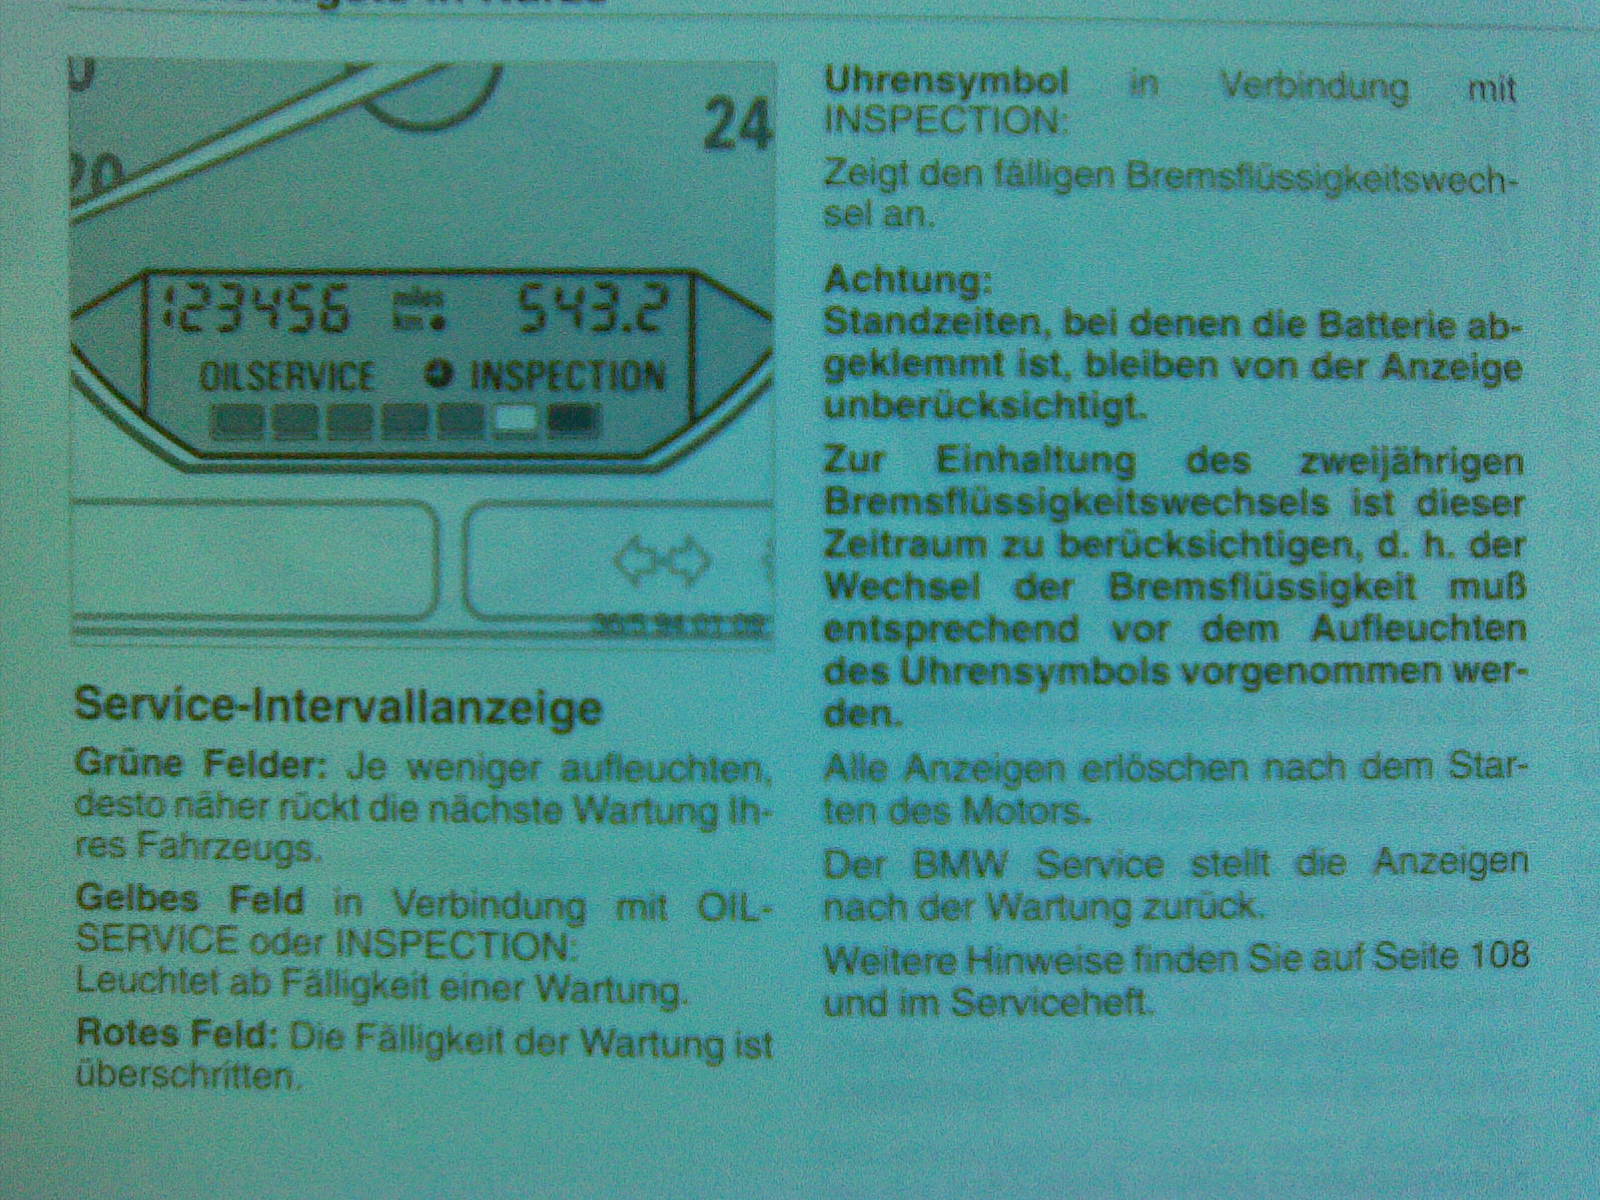 24
123456 miles km 543.2
OILSERVICE INSPECTION
Service-Intervallanzeige
Grüne Felder: Je weniger aufleuchten,
desto näher rückt die nächste Wartung Ih-
res Fahrzeugs.
Gelbes Feld in Verbindung mit OIL-
SERVICE oder INSPECTION:
Leuchtet ab Fälligkeit einer Wartung.
Rotes Feld: Die Fälligkeit der Wartung ist
überschritten.
Uhrensymbol in Verbindung mit
INSPECTION:
Zeigt den fälligen Bremsflüssigkeitswech-
sel an.
Achtung:
Standzeiten, bei denen die Batterie ab-
geklemmt ist, bleiben von der Anzeige
unberücksichtigt.
Zur Einhaltung des zweijährigen
Bremsflüssigkeitswechsels ist dieser
Zeitraum zu berücksichtigen, d. h. der
Wechsel der Bremsflüssigkeit muß
entsprechend vor dem Aufleuchten
des Uhrensymbols vorgenommen wer-
den.
Alle Anzeigen erlöschen nach dem Star-
ten des Motors.
Der BMW Service stellt die Anzeigen
nach der Wartung zurück.
Weitere Hinweise finden Sie auf Seite 108
und im Serviceheft.